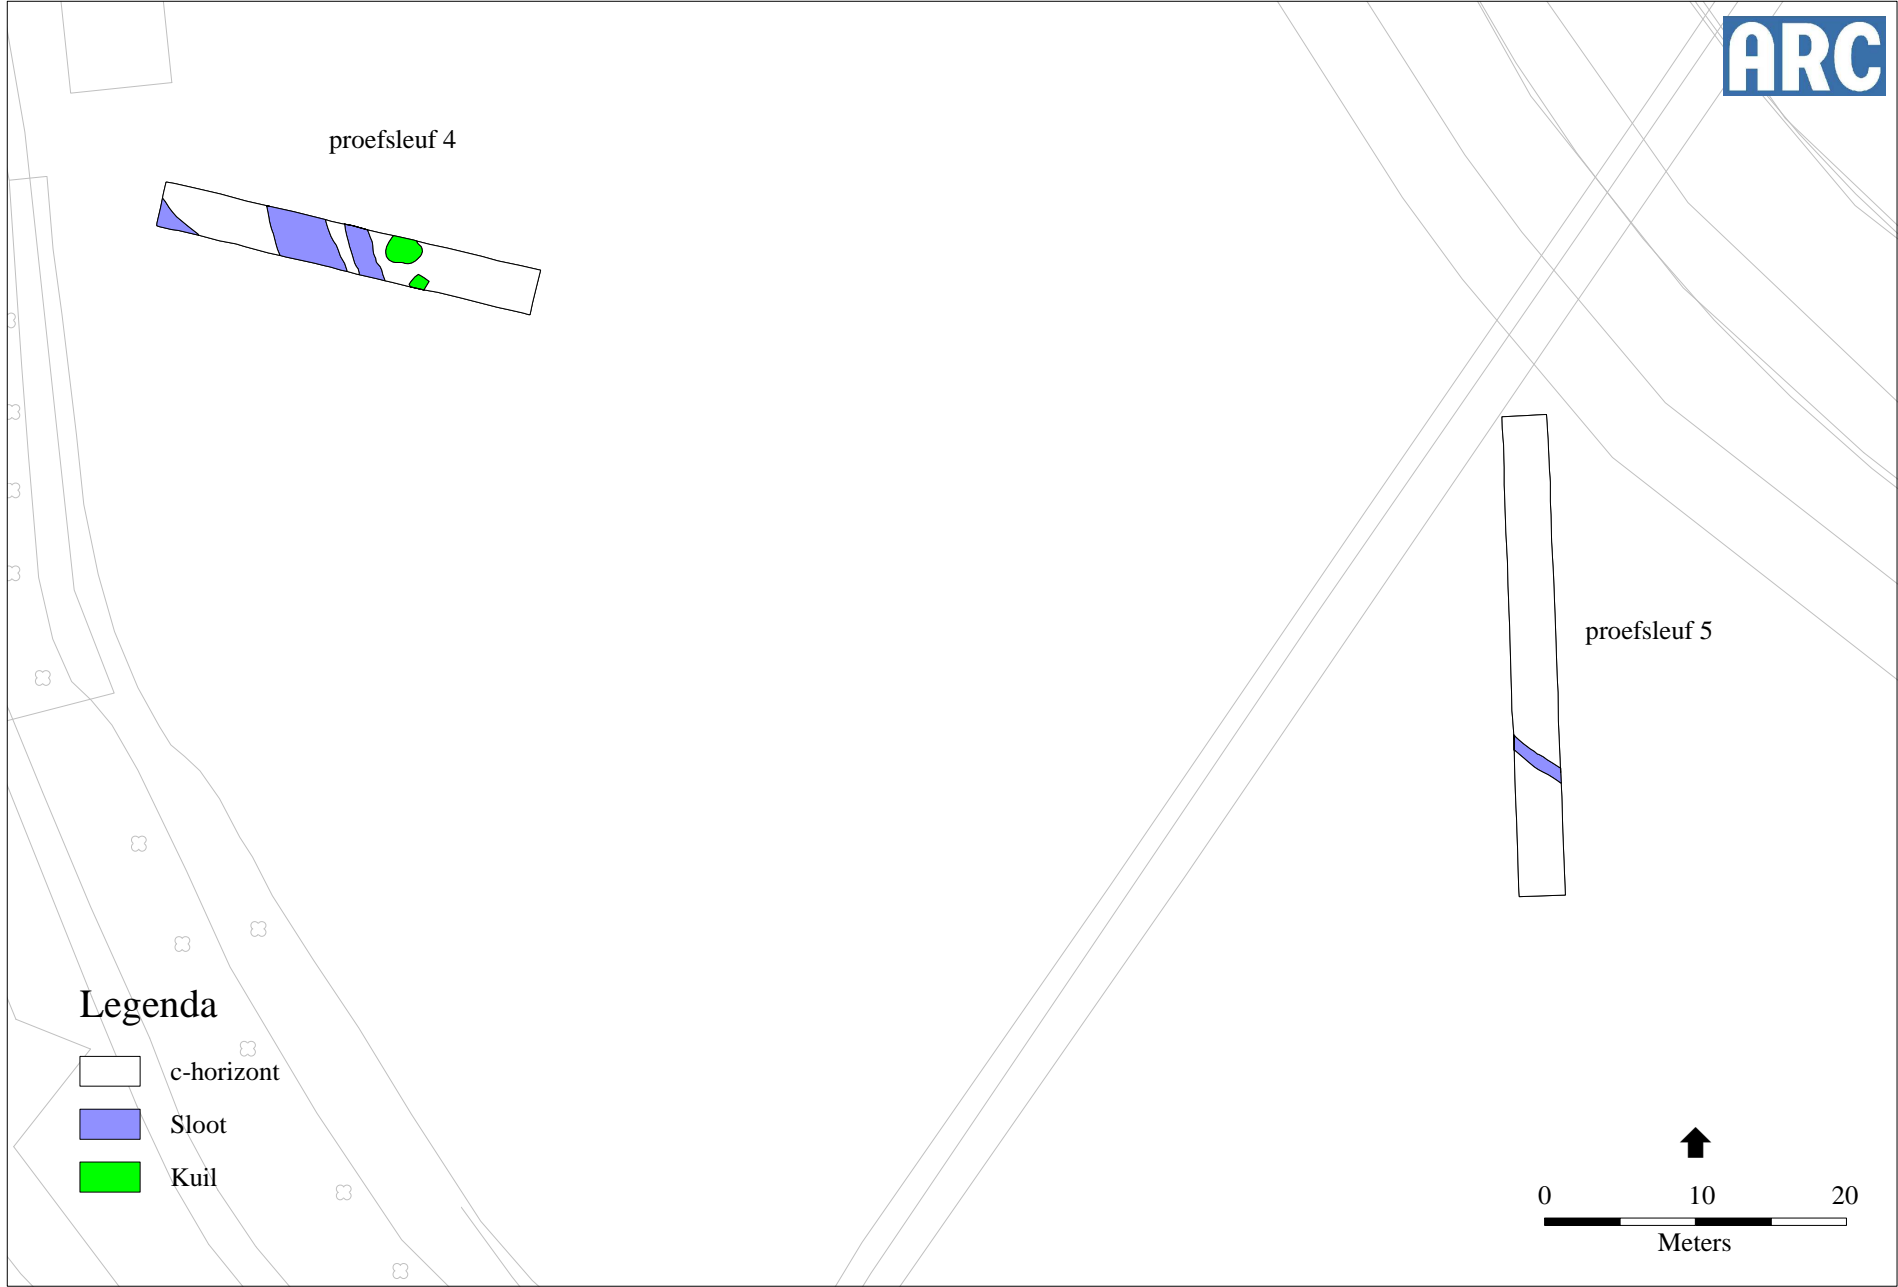 ARC
proefsleuf 4
proefsleuf 5
Legenda
c-horizont
Sloot
Kuil
0 10 20
Meters